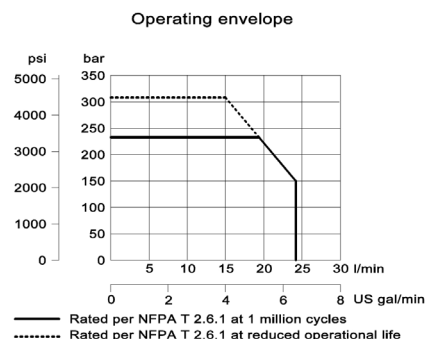 Operating envelope
psi bar
5000 350
4000 300
250
3000 200
2000 150
1000 100
50
0 0
5 10 15 20 25 30 l/min
0 2 4 6 8 US gal/min
Rated per NFPA T 2.6.1 at 1 million cycles
Rated per NFPA T 2.6.1 at reduced operational life